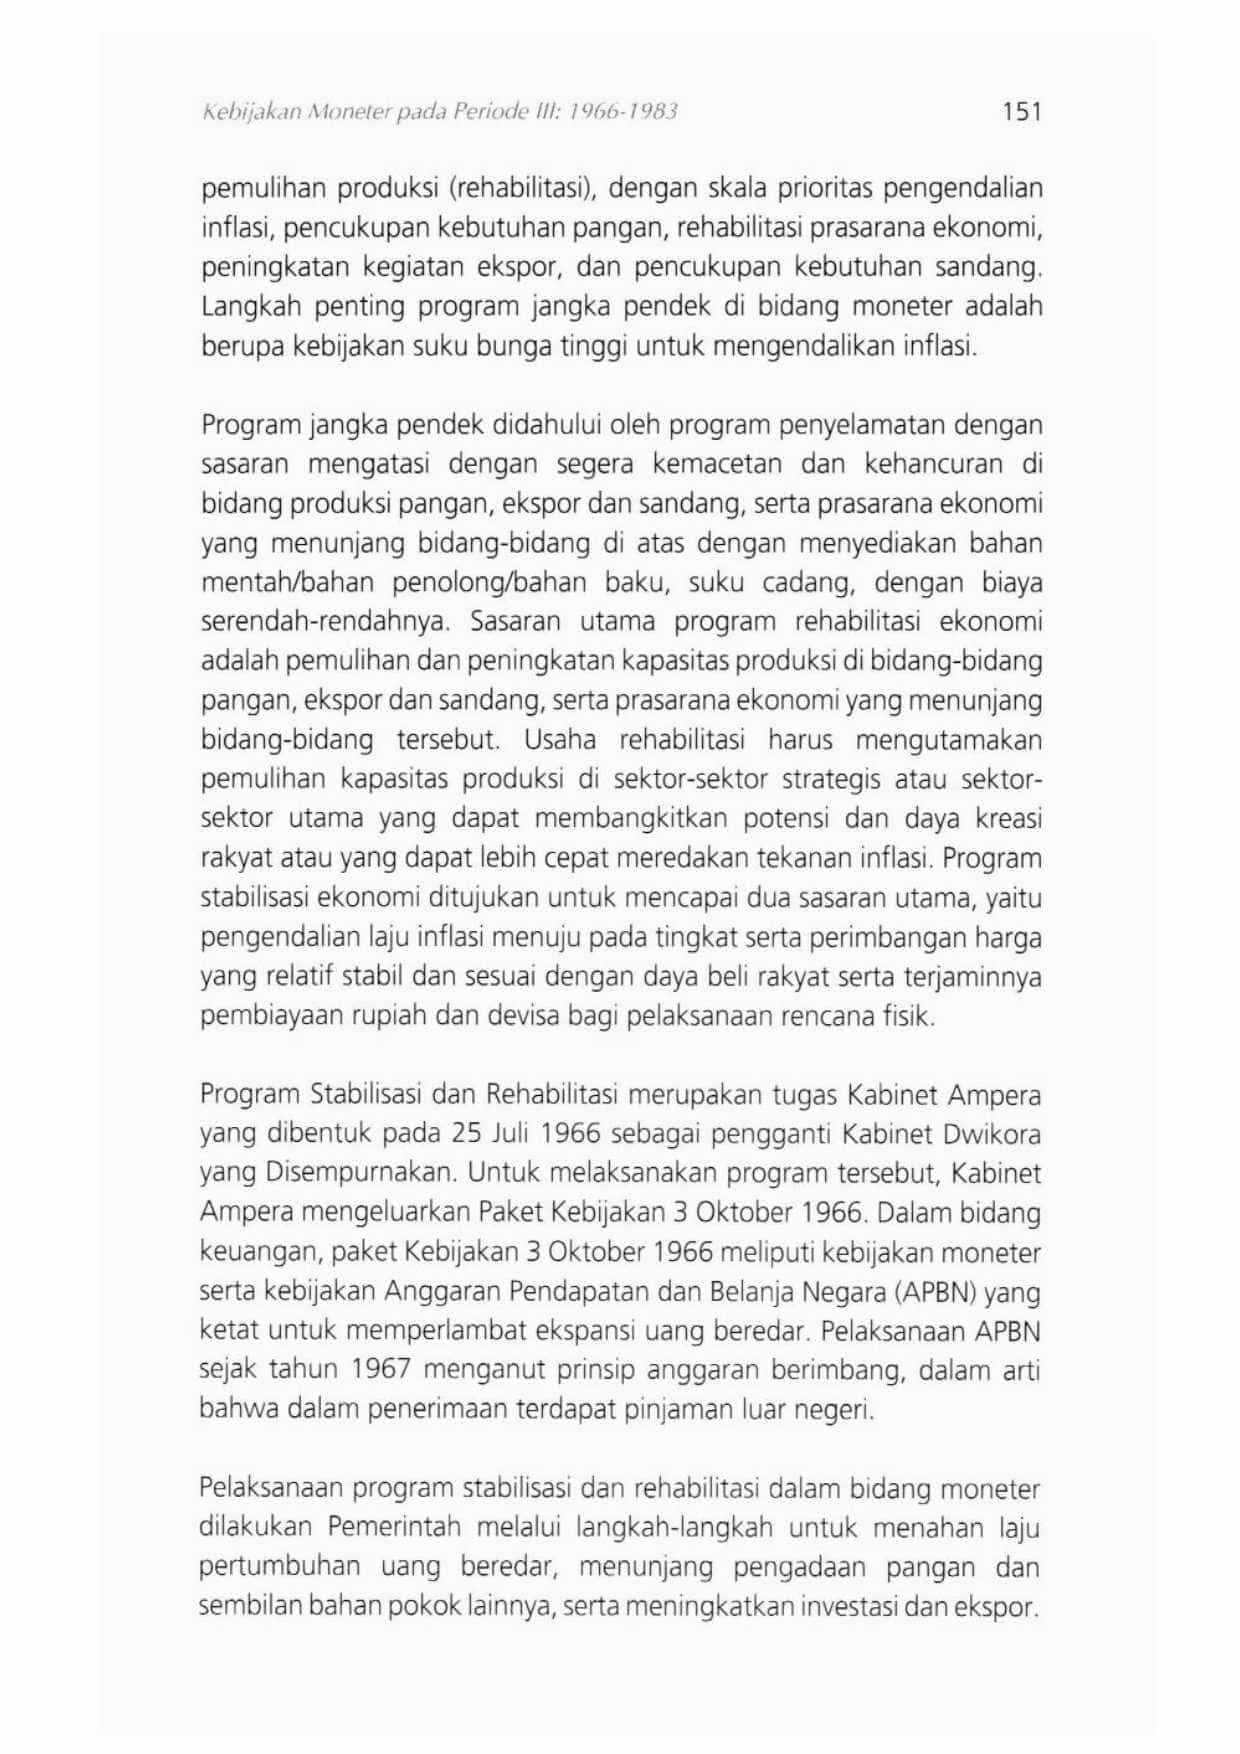 Kebijakan Moneter pada Periode III: 1966-1983 151
pemulihan produksi (rehabilitasi), dengan skala prioritas pengendalian
inflasi, pencukupan kebutuhan pangan, rehabilitasi prasarana ekonomi,
peningkatan kegiatan ekspor, dan pencukupan kebutuhan sandang.
Langkah penting program jangka pendek di bidang moneter adalah
berupa kebijakan suku bunga tinggi untuk mengendalikan inflasi.
Program jangka pendek didahului oleh program penyelamatan dengan
sasaran mengatasi dengan segera kemacetan dan kehancuran di
bidang produksi pangan, ekspor dan sandang, serta prasarana ekonomi
yang menunjang bidang-bidang di atas dengan menyediakan bahan
mentah/bahan penolong/bahan baku, suku cadang, dengan biaya
serendah-rendahnya. Sasaran utama program rehabilitasi ekonomi
adalah pemulihan dan peningkatan kapasitas produksi di bidang-bidang
pangan, ekspor dan sandang, serta prasarana ekonomi yang menunjang
bidang-bidang tersebut. Usaha rehabilitasi harus mengutamakan
pemulihan kapasitas produksi di sektor-sektor strategis atau sektor-
sektor utama yang dapat membangkitkan potensi dan daya kreasi
rakyat atau yang dapat lebih cepat meredakan tekanan inflasi. Program
stabilisasi ekonomi ditujukan untuk mencapai dua sasaran utama, yaitu
pengendalian laju inflasi menuju pada tingkat serta perimbangan harga
yang relatif stabil dan sesuai dengan daya beli rakyat serta terjaminnya
pembiayaan rupiah dan devisa bagi pelaksanaan rencana fisik.
Program Stabilisasi dan Rehabilitasi merupakan tugas Kabinet Ampera
yang dibentuk pada 25 Juli 1966 sebagai pengganti Kabinet Dwikora
yang Disempurnakan. Untuk melaksanakan program tersebut, Kabinet
Ampera mengeluarkan Paket Kebijakan 3 Oktober 1966. Dalam bidang
keuangan, paket Kebijakan 3 Oktober 1966 meliputi kebijakan moneter
serta kebijakan Anggaran Pendapatan dan Belanja Negara (APBN) yang
ketat untuk memperlambat ekspansi uang beredar. Pelaksanaan APBN
sejak tahun 1967 menganut prinsip anggaran berimbang, dalam arti
bahwa dalam penerimaan terdapat pinjaman luar negeri.
Pelaksanaan program stabilisasi dan rehabilitasi dalam bidang moneter
dilakukan Pemerintah melalui langkah-langkah untuk menahan laju
pertumbuhan uang beredar, menunjang pengadaan pangan dan
sembilan bahan pokok lainnya, serta meningkatkan investasi dan ekspor.